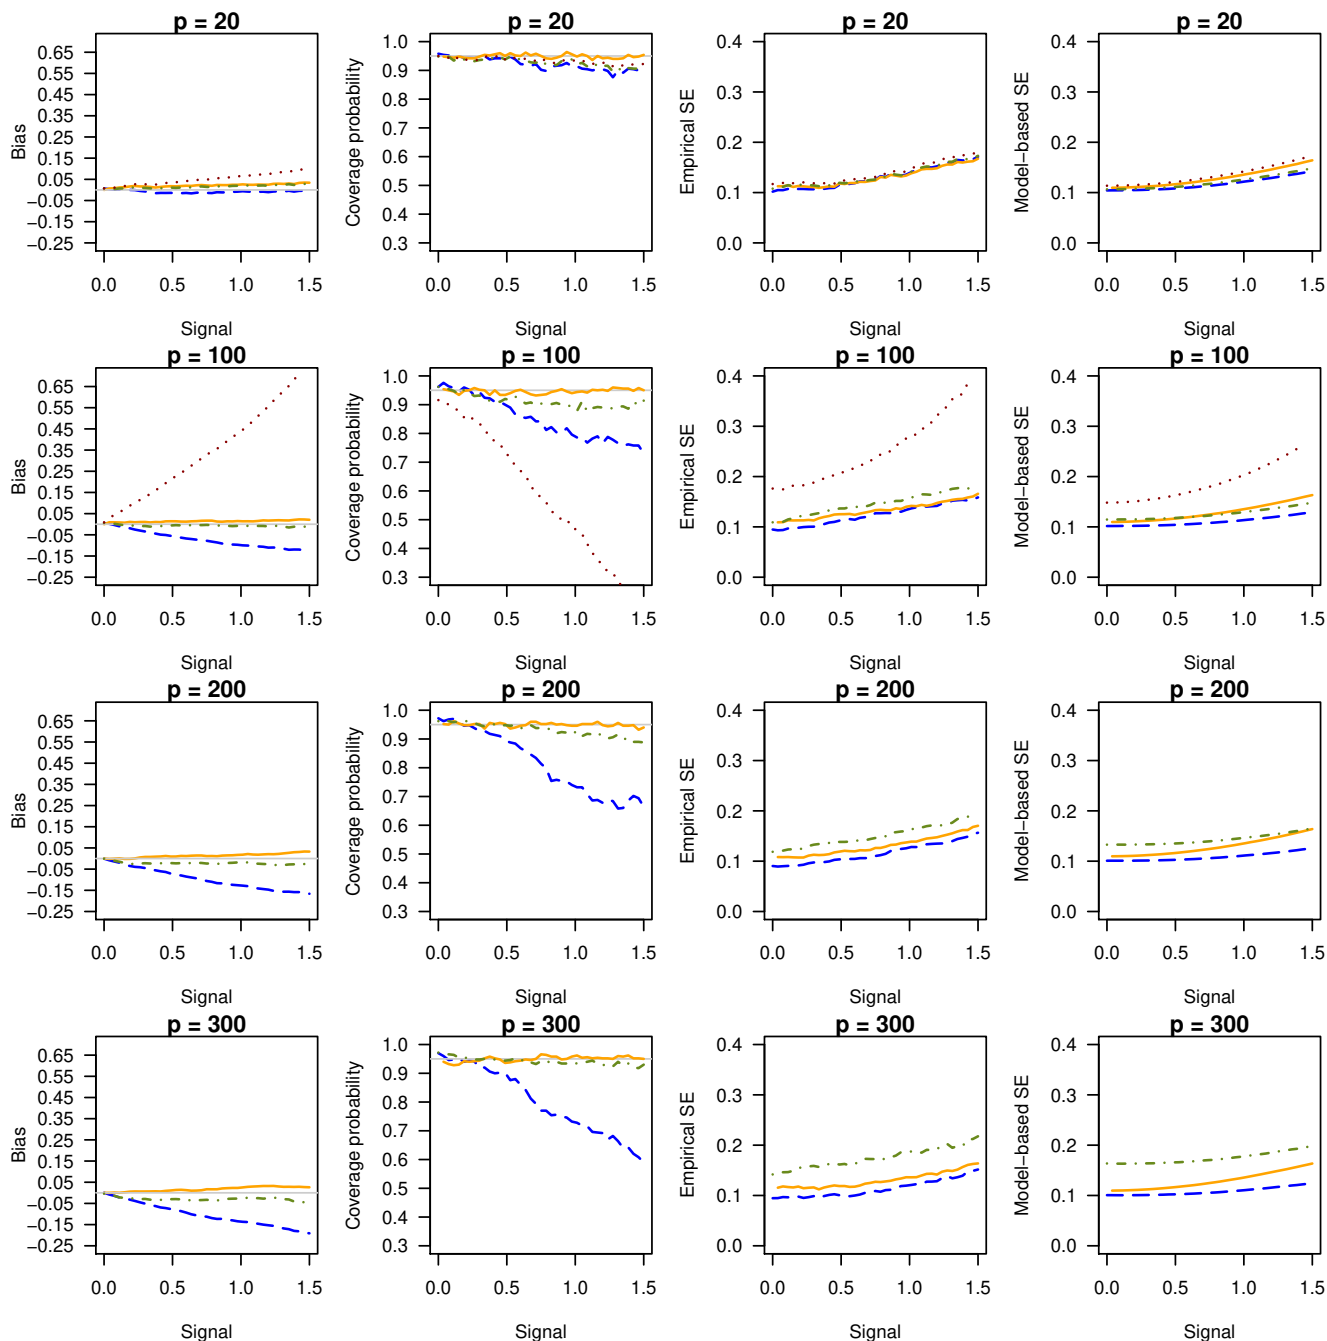 p = 20
p = 20
p = 20
p = 20
Bias
0.65
0.55
0.45
0.35
0.25
0.15
0.05
−0.05
−0.15
−0.25
0.0 0.5 1.0 1.5
Signal
Coverage probability
1.0
0.9
0.8
0.7
0.6
0.5
0.4
0.3
0.0 0.5 1.0 1.5
Signal
Empirical SE
0.4
0.3
0.2
0.1
0.0
0.0 0.5 1.0 1.5
Signal
Model−based SE
0.4
0.3
0.2
0.1
0.0
0.0 0.5 1.0 1.5
Signal
p = 100
p = 100
p = 100
p = 100
Bias
0.65
0.55
0.45
0.35
0.25
0.15
0.05
−0.05
−0.15
−0.25
0.0 0.5 1.0 1.5
Signal
Coverage probability
1.0
0.9
0.8
0.7
0.6
0.5
0.4
0.3
0.0 0.5 1.0 1.5
Signal
Empirical SE
0.4
0.3
0.2
0.1
0.0
0.0 0.5 1.0 1.5
Signal
Model−based SE
0.4
0.3
0.2
0.1
0.0
0.0 0.5 1.0 1.5
Signal
p = 200
p = 200
p = 200
p = 200
Bias
0.65
0.55
0.45
0.35
0.25
0.15
0.05
−0.05
−0.15
−0.25
0.0 0.5 1.0 1.5
Signal
Coverage probability
1.0
0.9
0.8
0.7
0.6
0.5
0.4
0.3
0.0 0.5 1.0 1.5
Signal
Empirical SE
0.4
0.3
0.2
0.1
0.0
0.0 0.5 1.0 1.5
Signal
Model−based SE
0.4
0.3
0.2
0.1
0.0
0.0 0.5 1.0 1.5
Signal
p = 300
p = 300
p = 300
p = 300
Bias
0.65
0.55
0.45
0.35
0.25
0.15
0.05
−0.05
−0.15
−0.25
0.0 0.5 1.0 1.5
Signal
Coverage probability
1.0
0.9
0.8
0.7
0.6
0.5
0.4
0.3
0.0 0.5 1.0 1.5
Signal
Empirical SE
0.4
0.3
0.2
0.1
0.0
0.0 0.5 1.0 1.5
Signal
Model−based SE
0.4
0.3
0.2
0.1
0.0
0.0 0.5 1.0 1.5
Signal